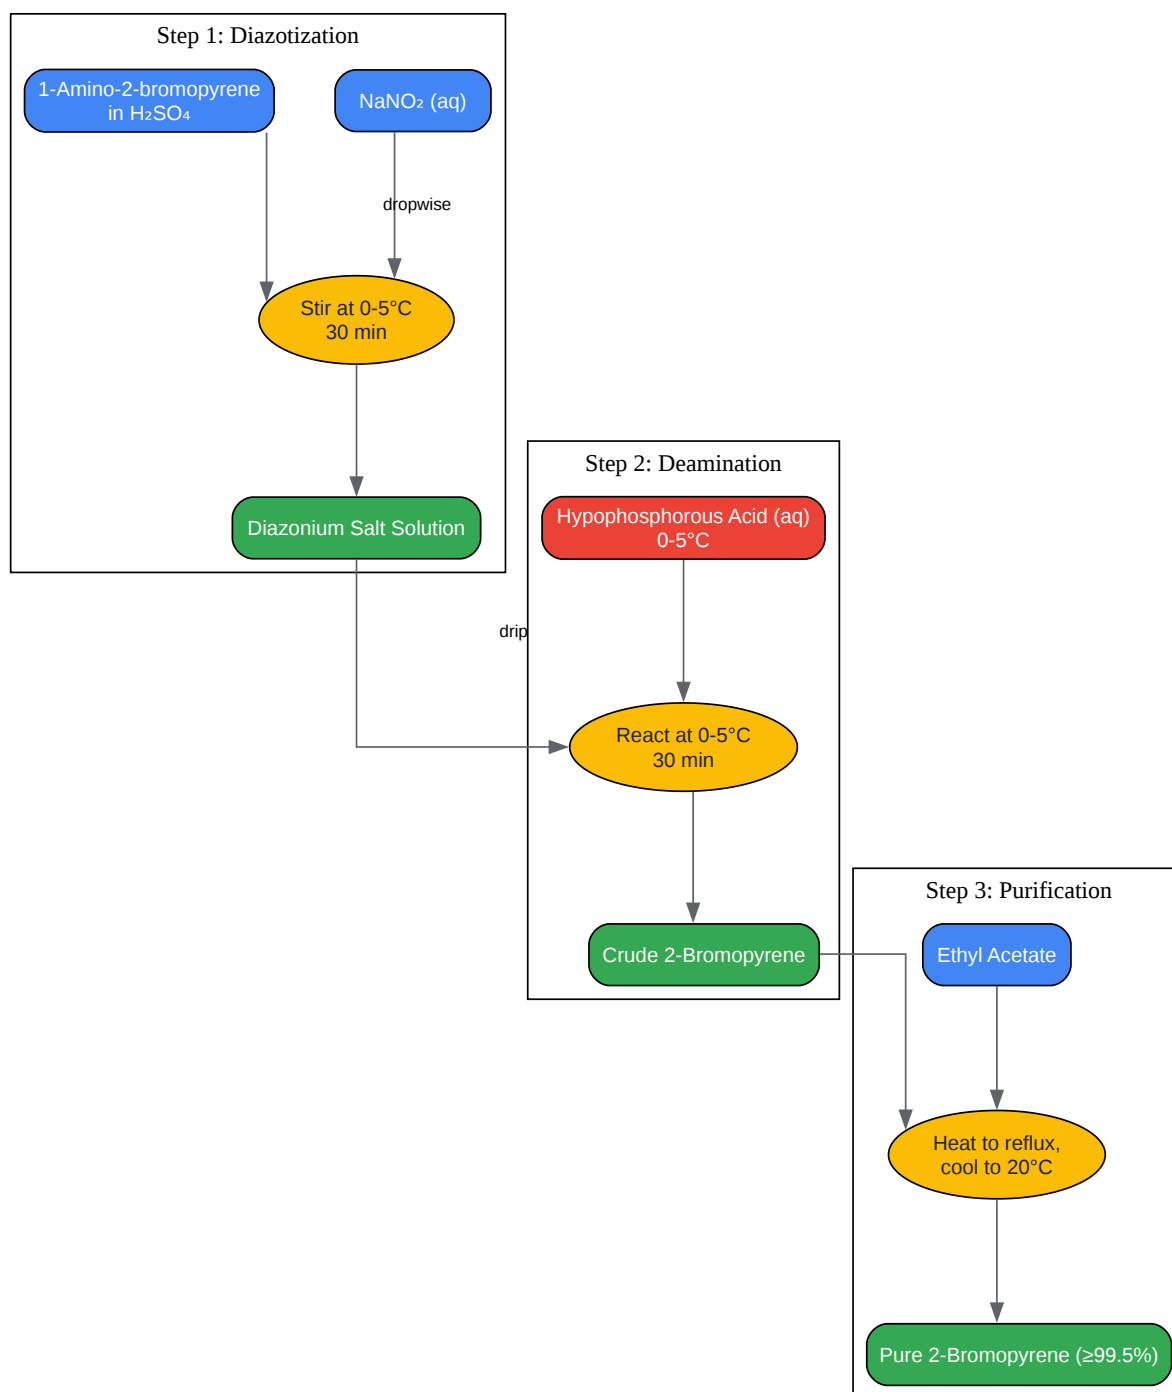 Step 1: Diazotization
1-Amino-2-bromopyrene
in H₂SO₄
NaNO₂ (aq)
dropwise
Stir at 0-5°C
30 min
Diazonium Salt Solution
Step 2: Deamination
Hypophosphorous Acid (aq)
0-5°C
drip
React at 0-5°C
30 min
Crude 2-Bromopyrene
Step 3: Purification
Ethyl Acetate
Heat to reflux,
cool to 20°C
Pure 2-Bromopyrene (≥99.5%)